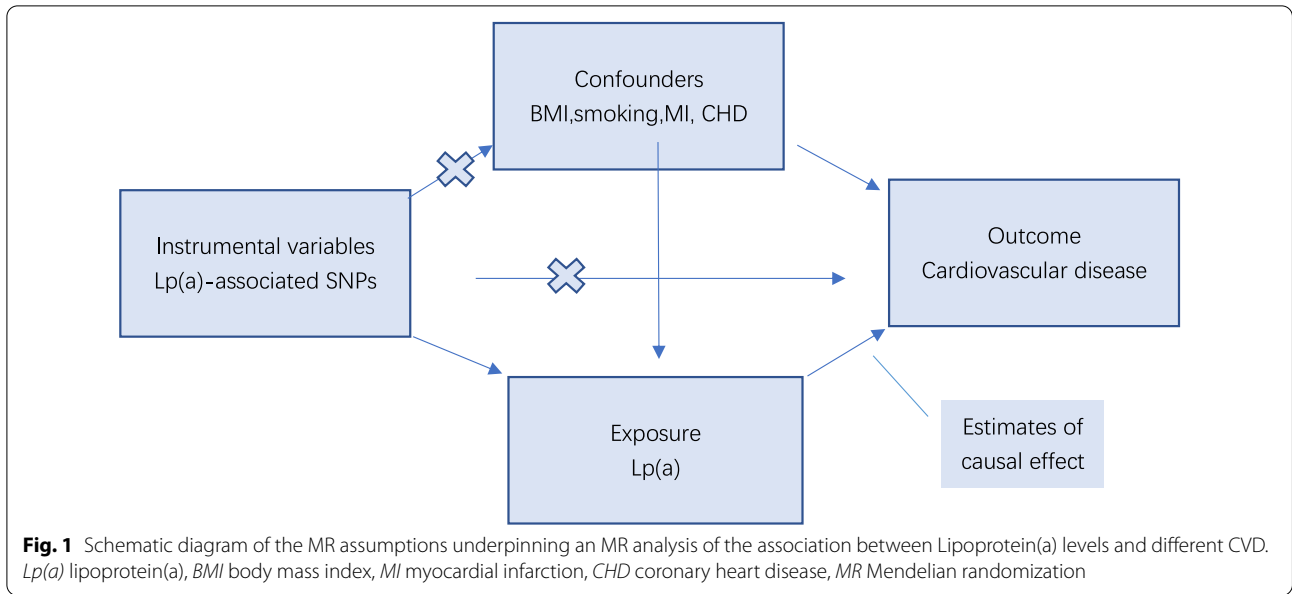 Confounders
BMI,smoking,MI, CHD
Instrumental variables
Lp(a)-associated SNPs
Outcome
Cardiovascular disease
Exposure
Lp(a)
Estimates of
causal effect
Fig. 1 Schematic diagram of the MR assumptions underpinning an MR analysis of the association between Lipoprotein(a) levels and different CVD.
Lp(a) lipoprotein(a), BMI body mass index, MI myocardial infarction, CHD coronary heart disease, MR Mendelian randomization